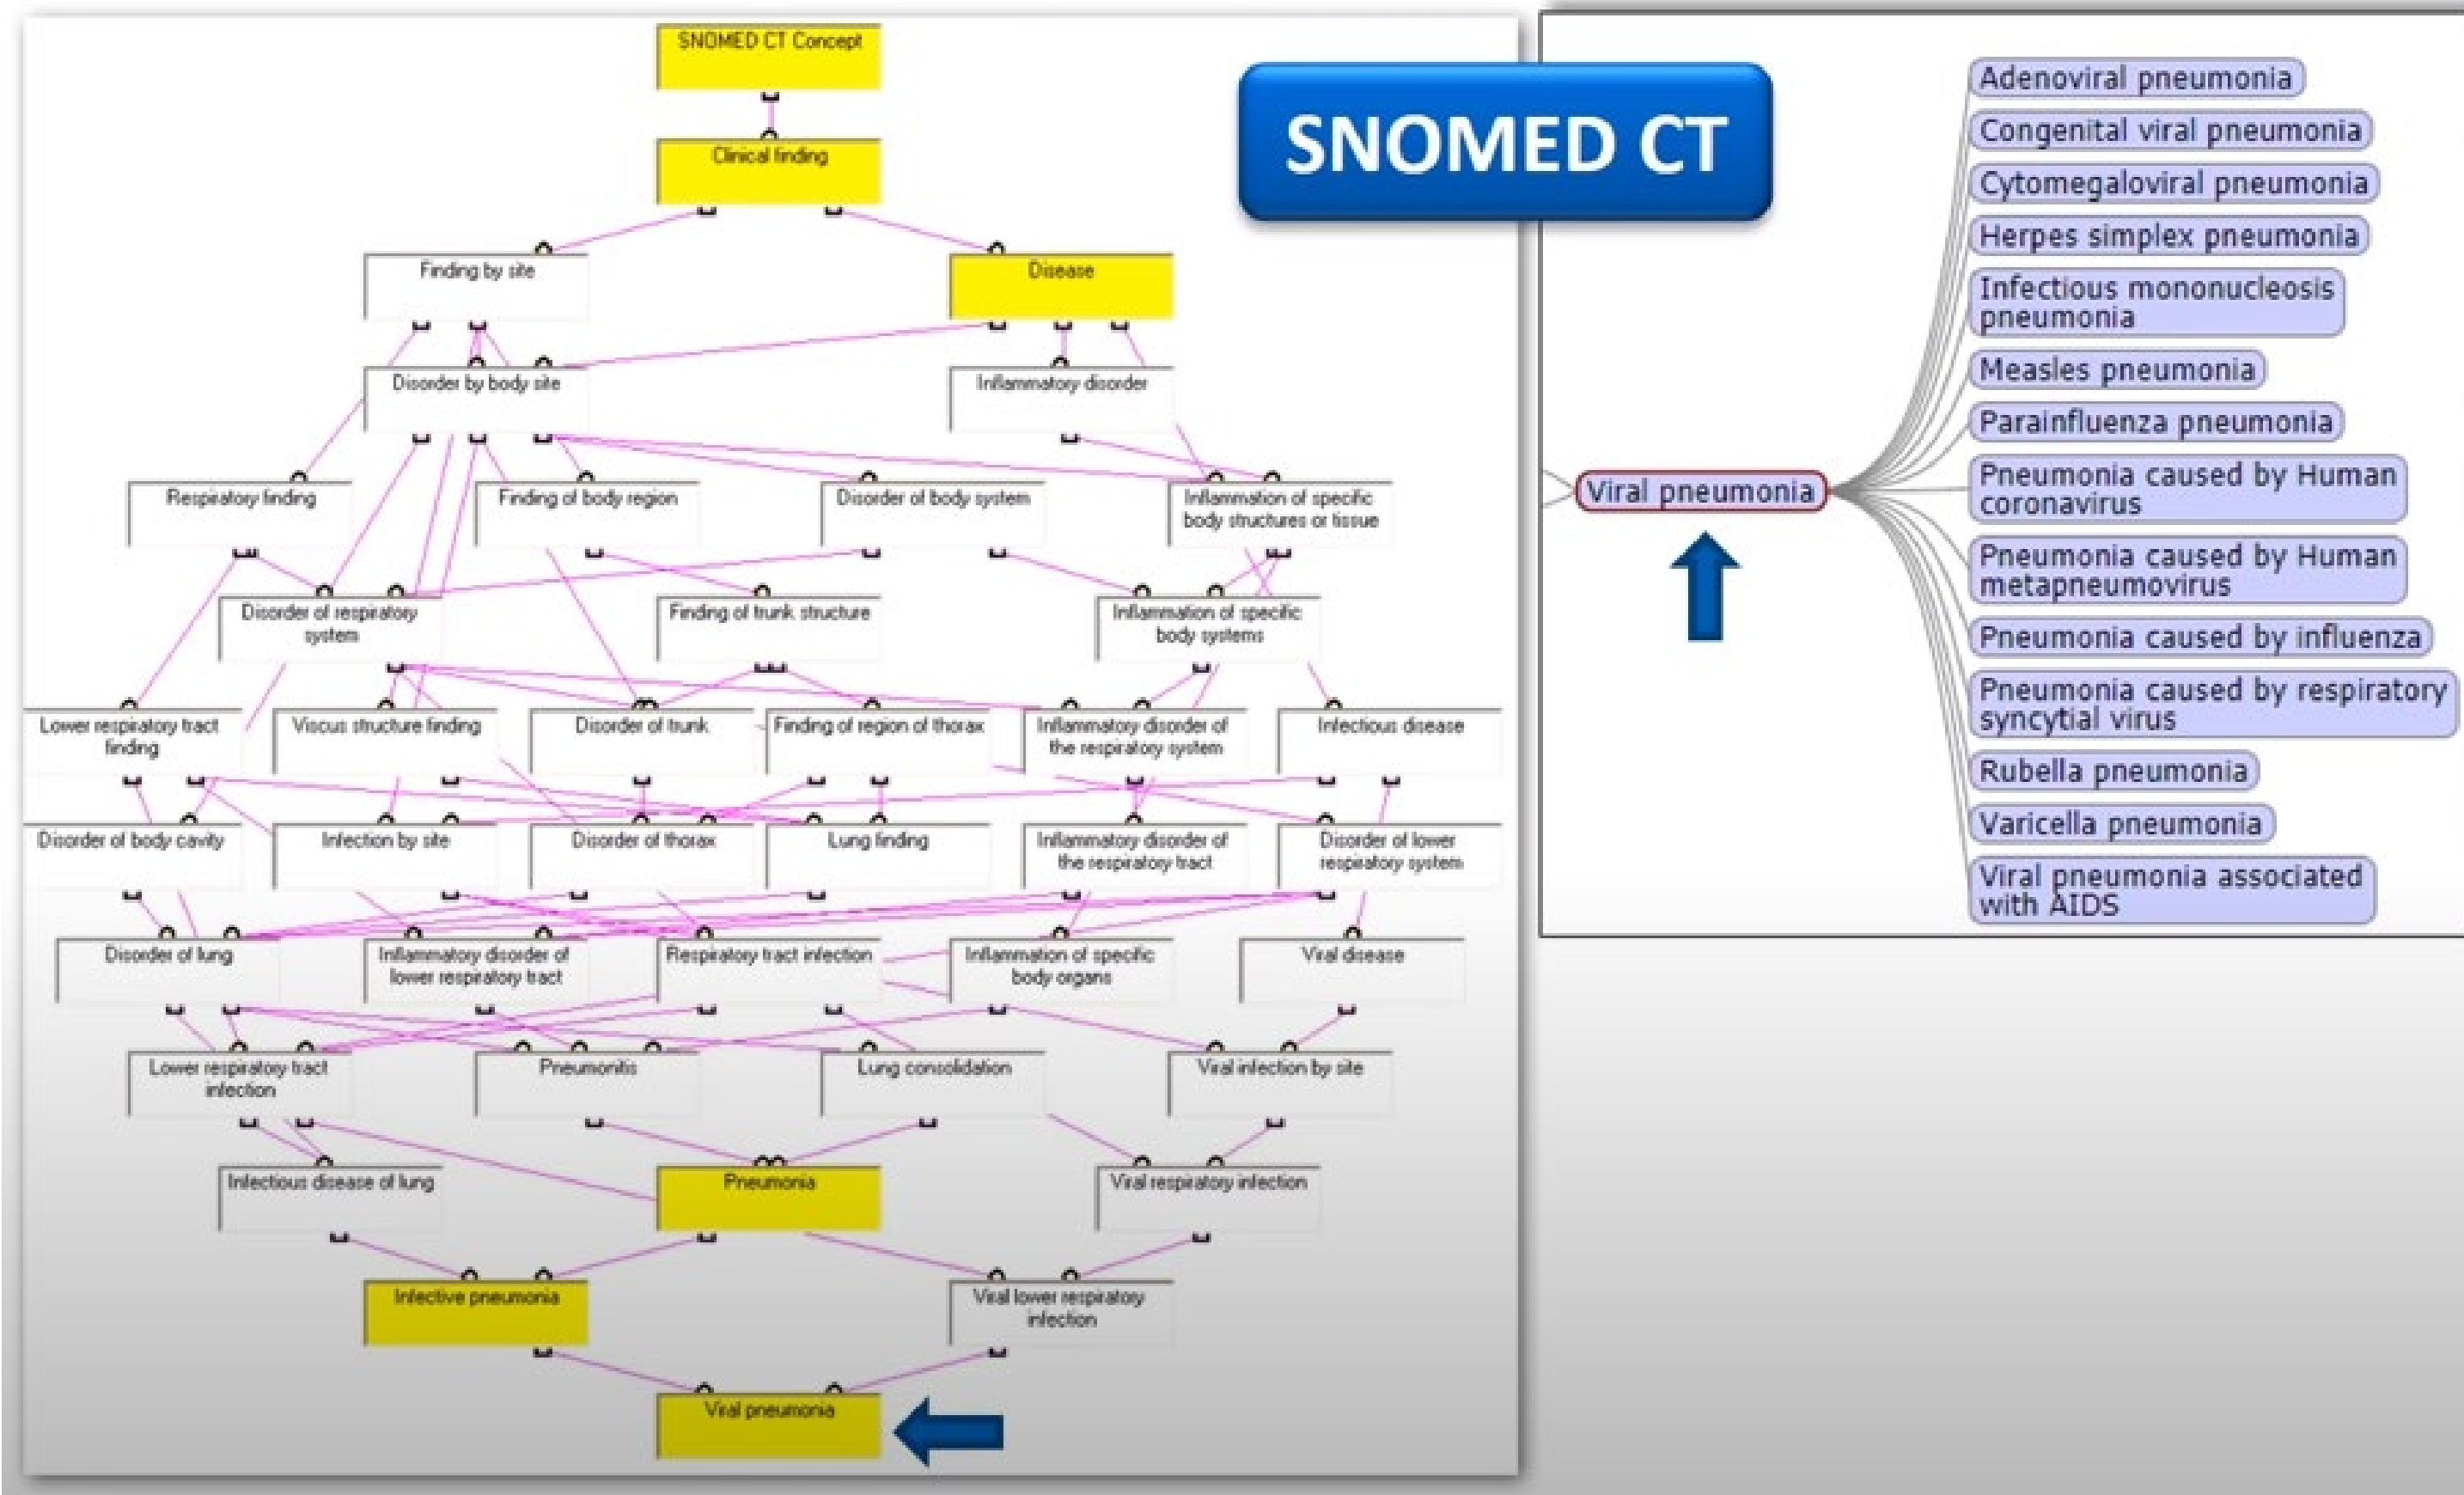 SNOMED CT Concept
Clinical finding
Finding by site
Disease
Disorder by body site
Inflammatory disorder
Respiratory finding
Finding of body region
Disorder of body system
Inflammation of specific
body structures or tissue
Disorder of respiratory
system
Finding of trunk structure
Inflammation of specific
body systems
Lower respiratory tract
finding
Viscus structure finding
Disorder of trunk
Finding of region of thorax
Inflammatory disorder of
the respiratory system
Infectious disease
Disorder of body cavity
Infection by site
Disorder of thorax
Lung finding
Inflammatory disorder of
the respiratory tract
Disorder of lower
respiratory system
Disorder of lung
Inflammatory disorder of
lower respiratory tract
Respiratory tract infection
Inflammation of specific
body organs
Viral disease
Lower respiratory tract
infection
Pneumonitis
Lung consolidation
Viral infection by site
Infectious disease of lung
Pneumonia
Viral respiratory infection
Infective pneumonia
Viral lower respiratory
infection
Viral pneumonia
SNOMED CT
Viral pneumonia
Adenoviral pneumonia
Congenital viral pneumonia
Cytomegaloviral pneumonia
Herpes simplex pneumonia
Infectious mononucleosis
pneumonia
Measles pneumonia
Parainfluenza pneumonia
Pneumonia caused by Human
coronavirus
Pneumonia caused by Human
metapneumovirus
Pneumonia caused by influenza
Pneumonia caused by respiratory
syncytial virus
Rubella pneumonia
Varicella pneumonia
Viral pneumonia associated
with AIDS